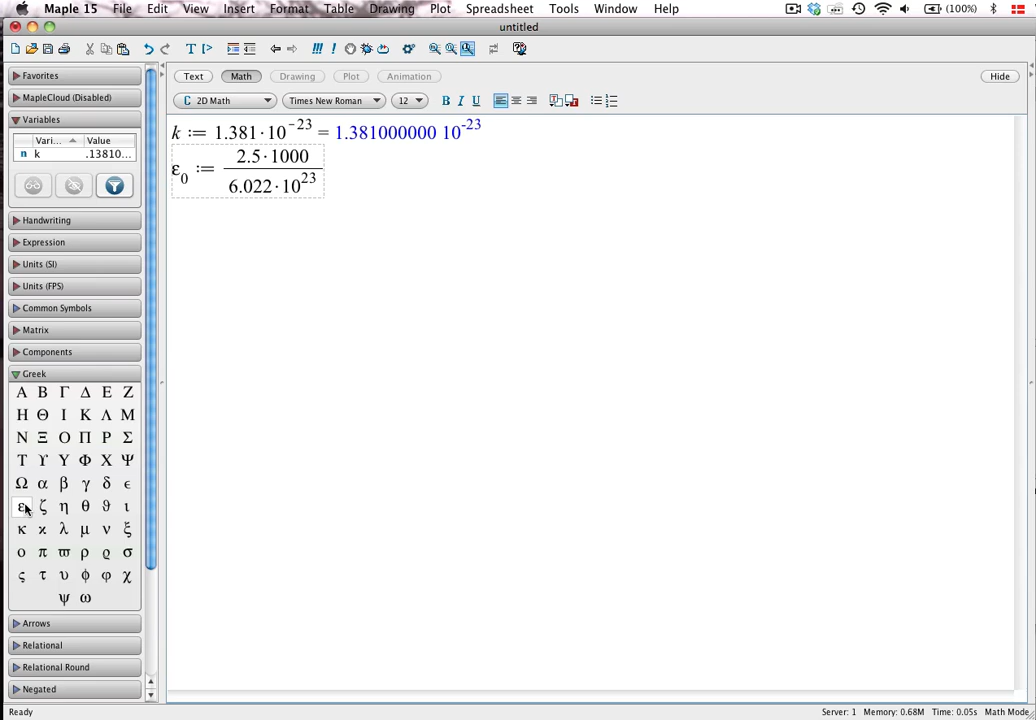 Maple 15 File Edit View Insert Format Table Drawing Plot Spreadsheet Tools Window Help (100%)
untitled
Favorites
MapleCloud (Disabled)
Variables
Vari... Value
n k .13810...
Handwriting
Expression
Units (SI)
Units (FPS)
Common Symbols
Matrix
Components
Greek
Α Β Γ Δ Ε Ζ
Η Θ Ι Κ Λ Μ
Ν Ξ Ο Π Ρ Σ
Τ ϒ Υ Φ Χ Ψ
Ω α β γ δ ϵ
ε ζ η θ ϑ ι
κ ϰ λ μ ν ξ
ο π ϖ ρ ϱ σ
ς τ υ ϕ φ χ
ψ ω
Arrows
Relational
Relational Round
Negated
Text Math Drawing Plot Animation Hide
C 2D Math Times New Roman 12 B I U
k := 1.381·10^-23 = 1.381000000 10^-23
ε_0 := 2.5·1000
6.022·10^23
Ready Server: 1 Memory: 0.68M Time: 0.05s Math Mode